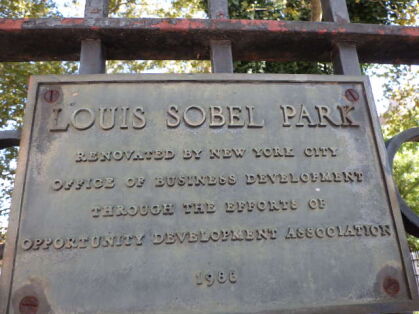 LOUIS SOBEL PARK
RENOVATED BY NEW YORK CITY
OFFICE OF BUSINESS DEVELOPMENT
THROUGH THE EFFORTS OF
OPPORTUNITY DEVELOPMENT ASSOCIATION
1988